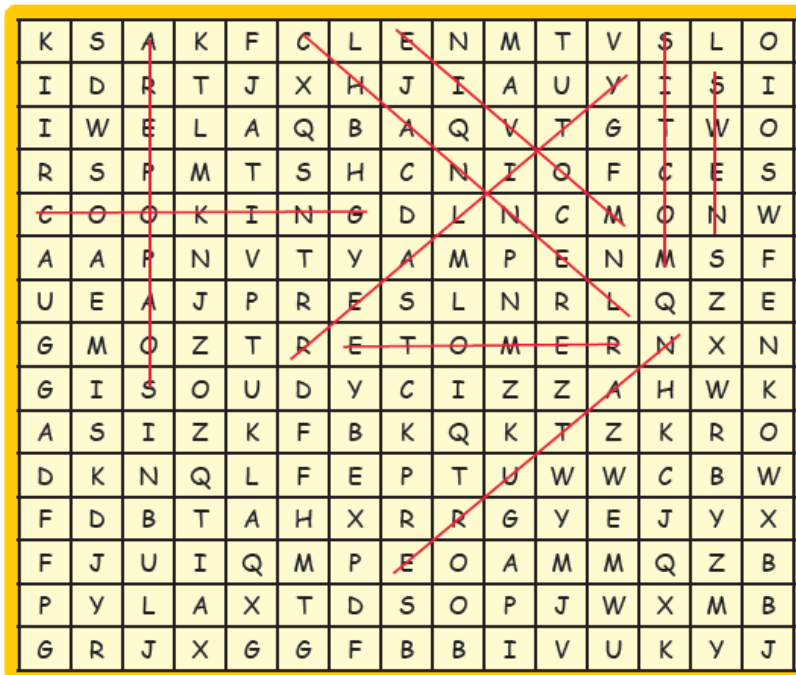 K S A K F C L E N M T V S L O
I D R T J X H J I A U Y I S I
I W E L A Q B A Q V T G T W O
R S P M T S H C N I O F C E S
C O O K I N G D L N C M O N W
A A P N V T Y A M P E N M S F
U E A J P R E S L N R L Q Z E
G M O Z T R E T O M E R N X N
G I S O U D Y C I Z Z A H W K
A S I Z K F B K Q K T Z K R O
D K N Q L F E P T U W W C B W
F D B T A H X R R G Y E J Y X
F J U I Q M P E O A M M Q Z B
P Y L A X T D S O P J W X M B
G R J X G G F B B I V U K Y J